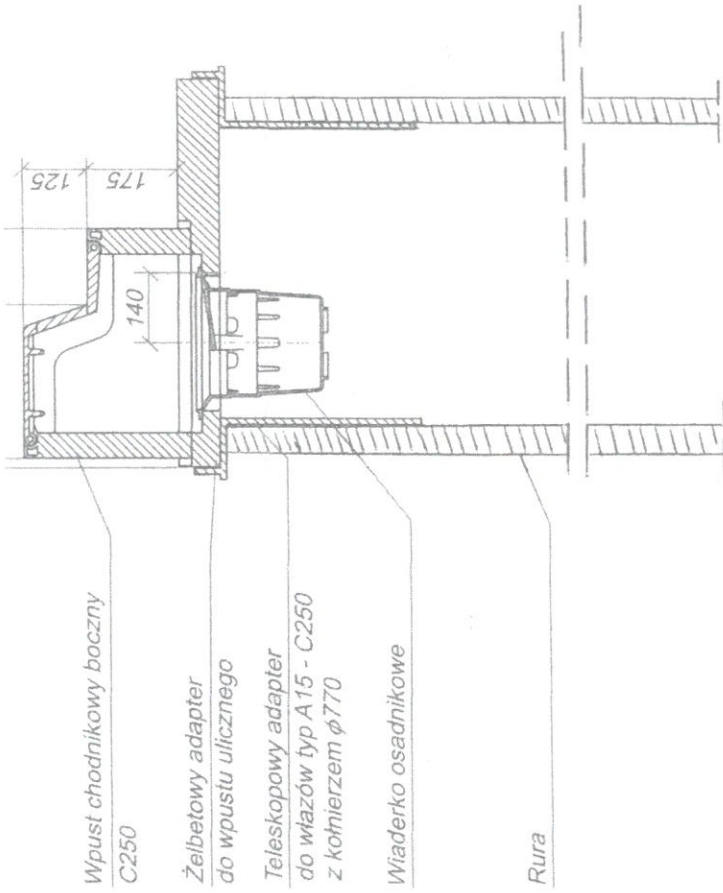 125
175
140
Wpust chodnikowy boczny
C250
Żelbetowy adapter
do wpustu ulicznego
Teleskopowy adapter
do włazów typ A15 - C250
z kołnierzem ϕ770
Wiaderko osadnikowe
Rura